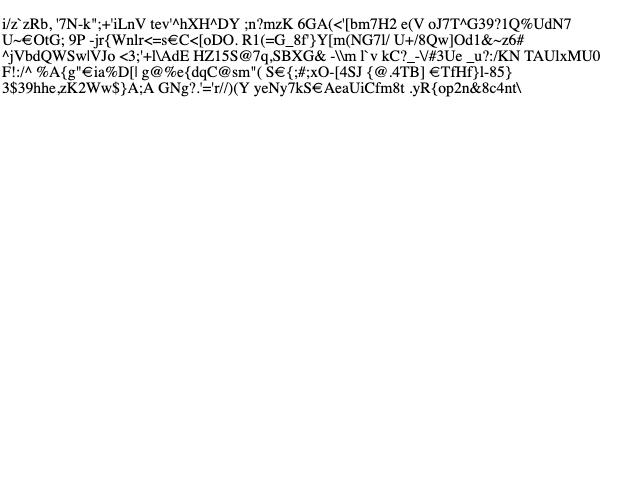 i/z`zRb, '7N-k";+'iLnV tev'^hXH^DY ;n?mzK 6GA(<'[bm7H2 e(V oJ7T^G39?1Q%UdN7
U~€OtG; 9P -jr{Wnlr<=s€C<[oDO. R1(=G_8f'}Y[m(NG7l/ U+/8Qw]Od1&~z6#
^jVbdQWSw|VJo <3;'+l\AdE HZ15S@7q,SBXG& -\\m l`v kC?_-\/#3Ue _u?:/KN TAUlxMU0
F!:/^ %A{g"€ia%D[| g@%e{dqC@sm"( S€{;#;xO-[4SJ {@.4TB] €TfHf}l-85}
3$39hhe,zK2Ww$}A;A GNg?.'='r//)(Y yeNy7kS€AeaUiCfm8t .yR{op2n&8c4nt\